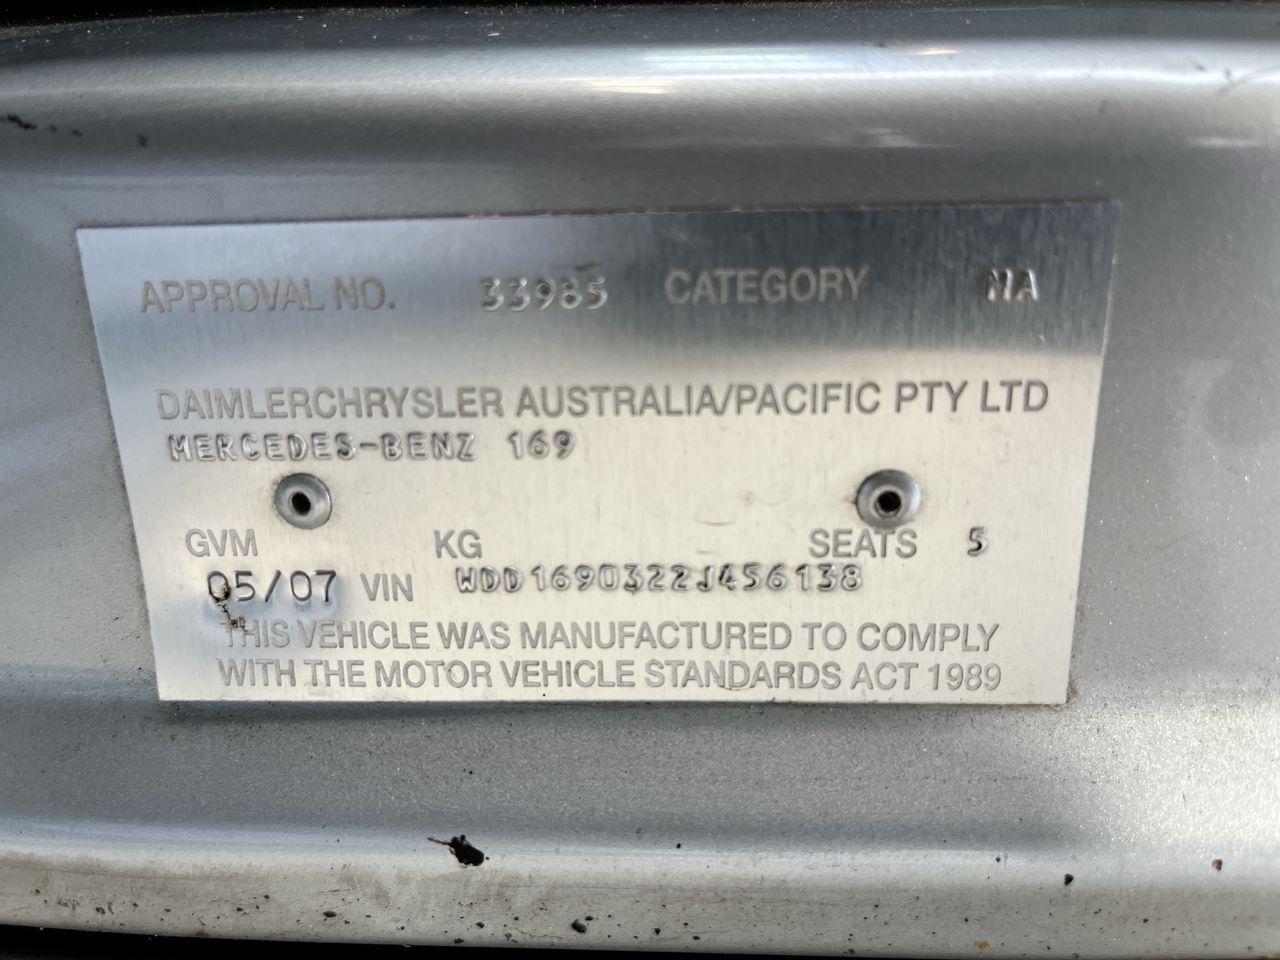 APPROVAL NO. 33985 CATEGORY MA
DAIMLERCHRYSLER AUSTRALIA/PACIFIC PTY LTD
MERCEDES-BENZ 169
GVM KG SEATS 5
05/07 VIN WDD1690322J456138
THIS VEHICLE WAS MANUFACTURED TO COMPLY
WITH THE MOTOR VEHICLE STANDARDS ACT 1989